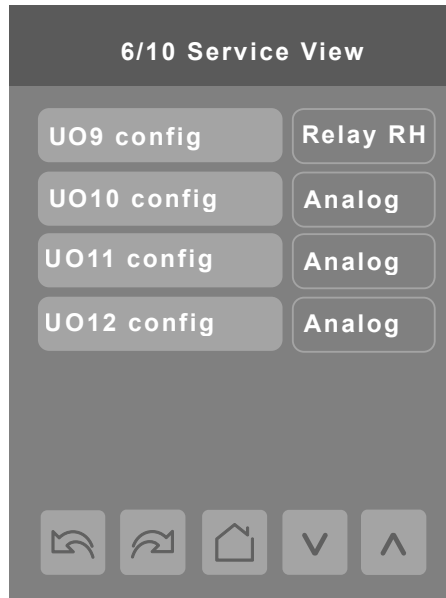 6/10 Service View
UO9 config Relay RH
UO10 config Analog
UO11 config Analog
UO12 config Analog